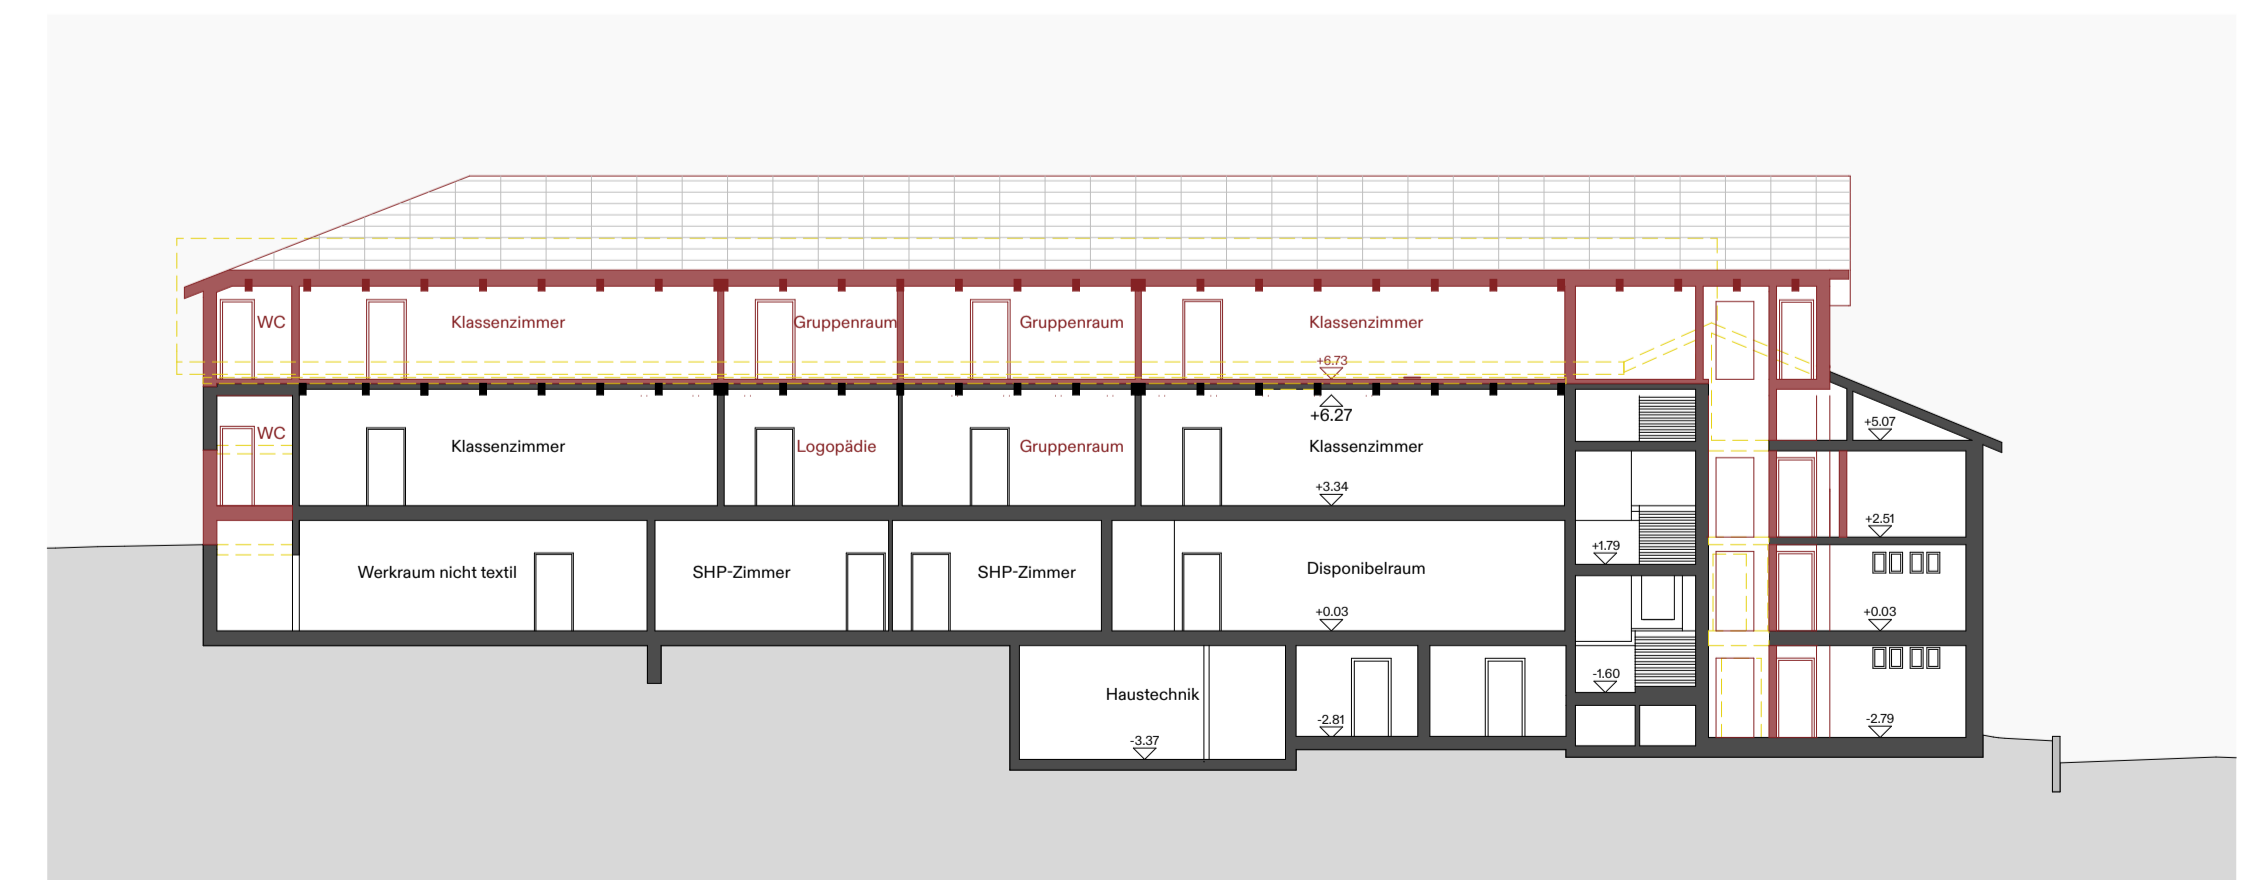 WC
Klassenzimmer
Gruppenraum
Gruppenraum
Klassenzimmer
+6.73
+6.27
WC
Klassenzimmer
Logopädie
Gruppenraum
Klassenzimmer
+5.07
+3.34
+2.51
+1.79
Werkraum nicht textil
SHP-Zimmer
SHP-Zimmer
Disponibelraum
+0.03
+0.03
-1.60
Haustechnik
-3.37
-2.81
-2.79